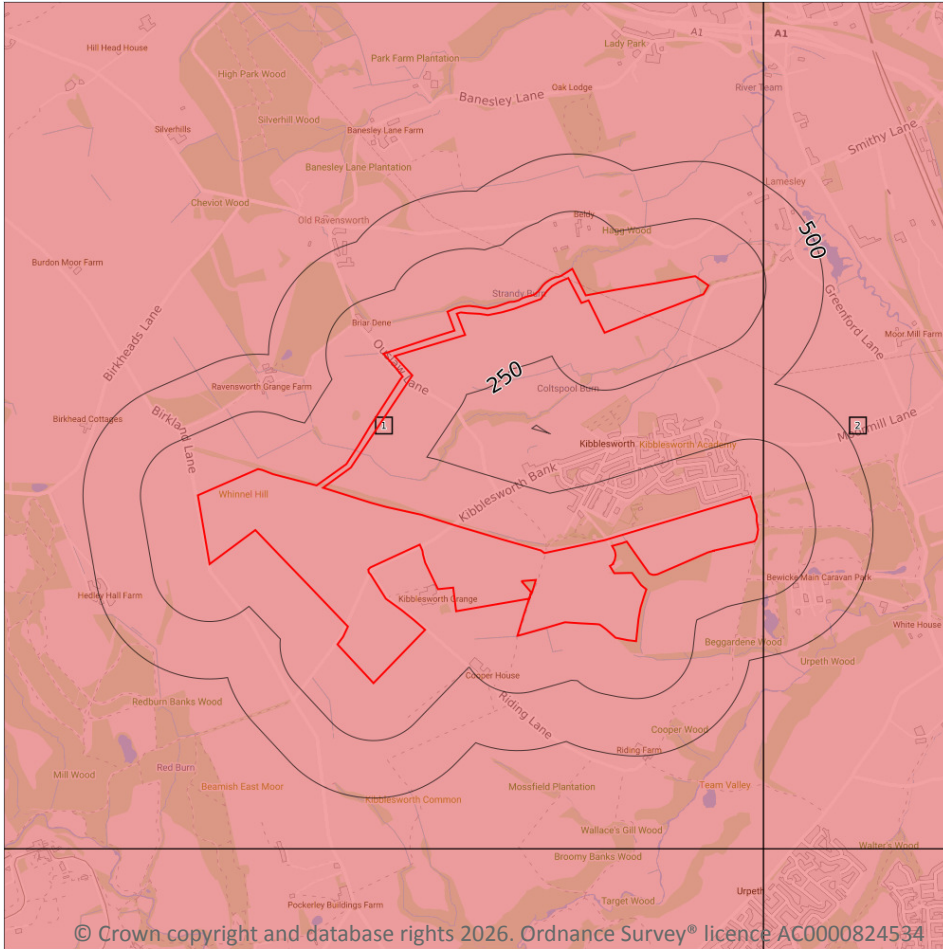 A1
A1
Lady Park
Hill Head House
Park Farm Plantation
High Park Wood
Oak Lodge
River Team
Banesley Lane
Silverhill Wood
Silverhills
Banesley Lane Farm
Smithy Lane
Banesley Lane Plantation
Lamesley
Cheviot Wood
Old Ravensworth
Beldy
Hagg Wood
500
Burdon Moor Farm
Strandy Burn
Greenford Lane
Birkheads Lane
Briar Dene
Moor Mill Farm
250
Ravensworth Grange Farm
Coltspool Burn
Birkhead Cottages
Birkland Lane
1
2
Kibblesworth
Kibblesworth Academy
Kibblesworth Bank
Whinnel Hill
Bewicke Main Caravan Park
Hedley Hall Farm
Kibblesworth Grange
White House
Beggardene Wood
Urpeth Wood
Cooper House
Redburn Banks Wood
Riding Lane
Cooper Wood
Riding Farm
Red Burn
Mill Wood
Beamish East Moor
Mossfield Plantation
Team Valley
Kibblesworth Common
Wallace's Gill Wood
Walter's Wood
Broomy Banks Wood
Urpeth
Target Wood
Pockerley Buildings Farm
© Crown copyright and database rights 2026. Ordnance Survey® licence AC0000824534